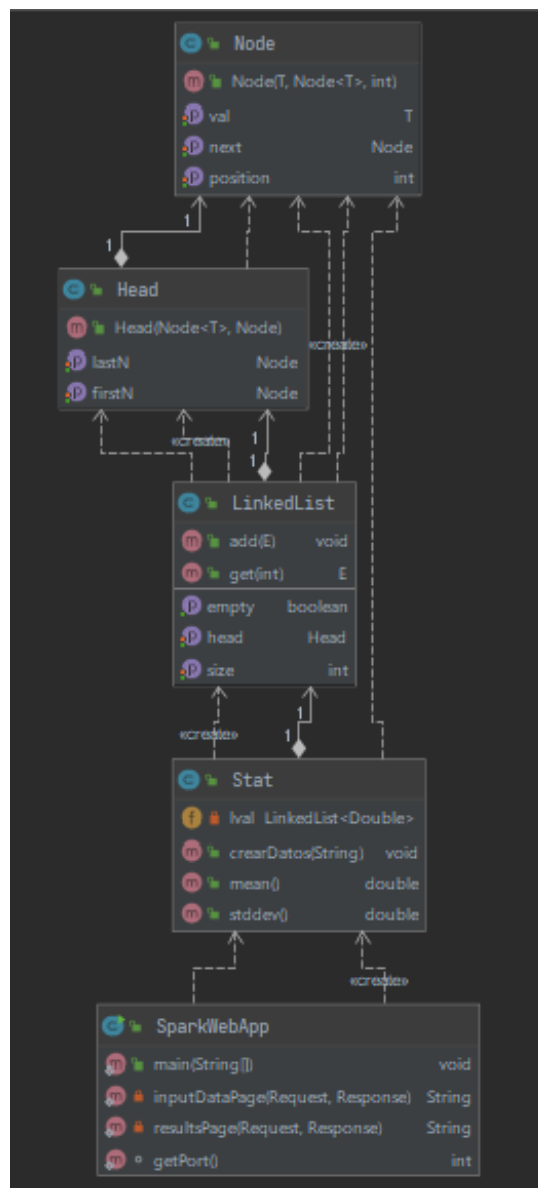 Node
Node(T, Node<T>, int)
val T
next Node
position int
1
1
Head
Head(Node<T>, Node)
«create»
lastN Node
firstN Node
«create»
1
1
LinkedList
add(E) void
get(int) E
empty boolean
head Head
size int
1
«create»
1
Stat
lval LinkedList<Double>
crearDatos(String) void
mean() double
stddev() double
«create»
SparkWebApp
main(String[]) void
inputDataPage(Request, Response) String
resultsPage(Request, Response) String
getPort() int